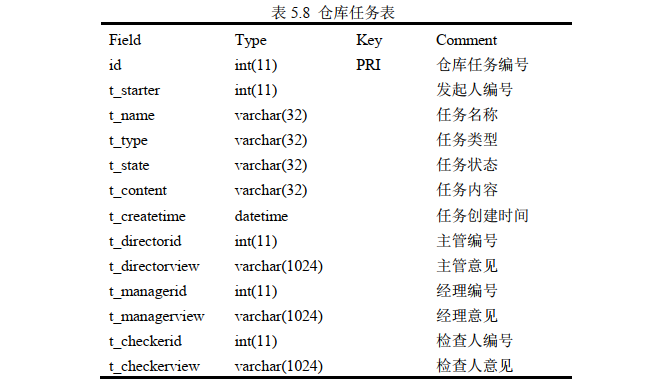 表 5.8 仓库任务表
Field Type Key Comment
id int(11) PRI 仓库任务编号
t_starter int(11) 发起人编号
t_name varchar(32) 任务名称
t_type varchar(32) 任务类型
t_state varchar(32) 任务状态
t_content varchar(32) 任务内容
t_createtime datetime 任务创建时间
t_directorid int(11) 主管编号
t_directorview varchar(1024) 主管意见
t_managerid int(11) 经理编号
t_managerview varchar(1024) 经理意见
t_checkerid int(11) 检查人编号
t_checkerview varchar(1024) 检查人意见